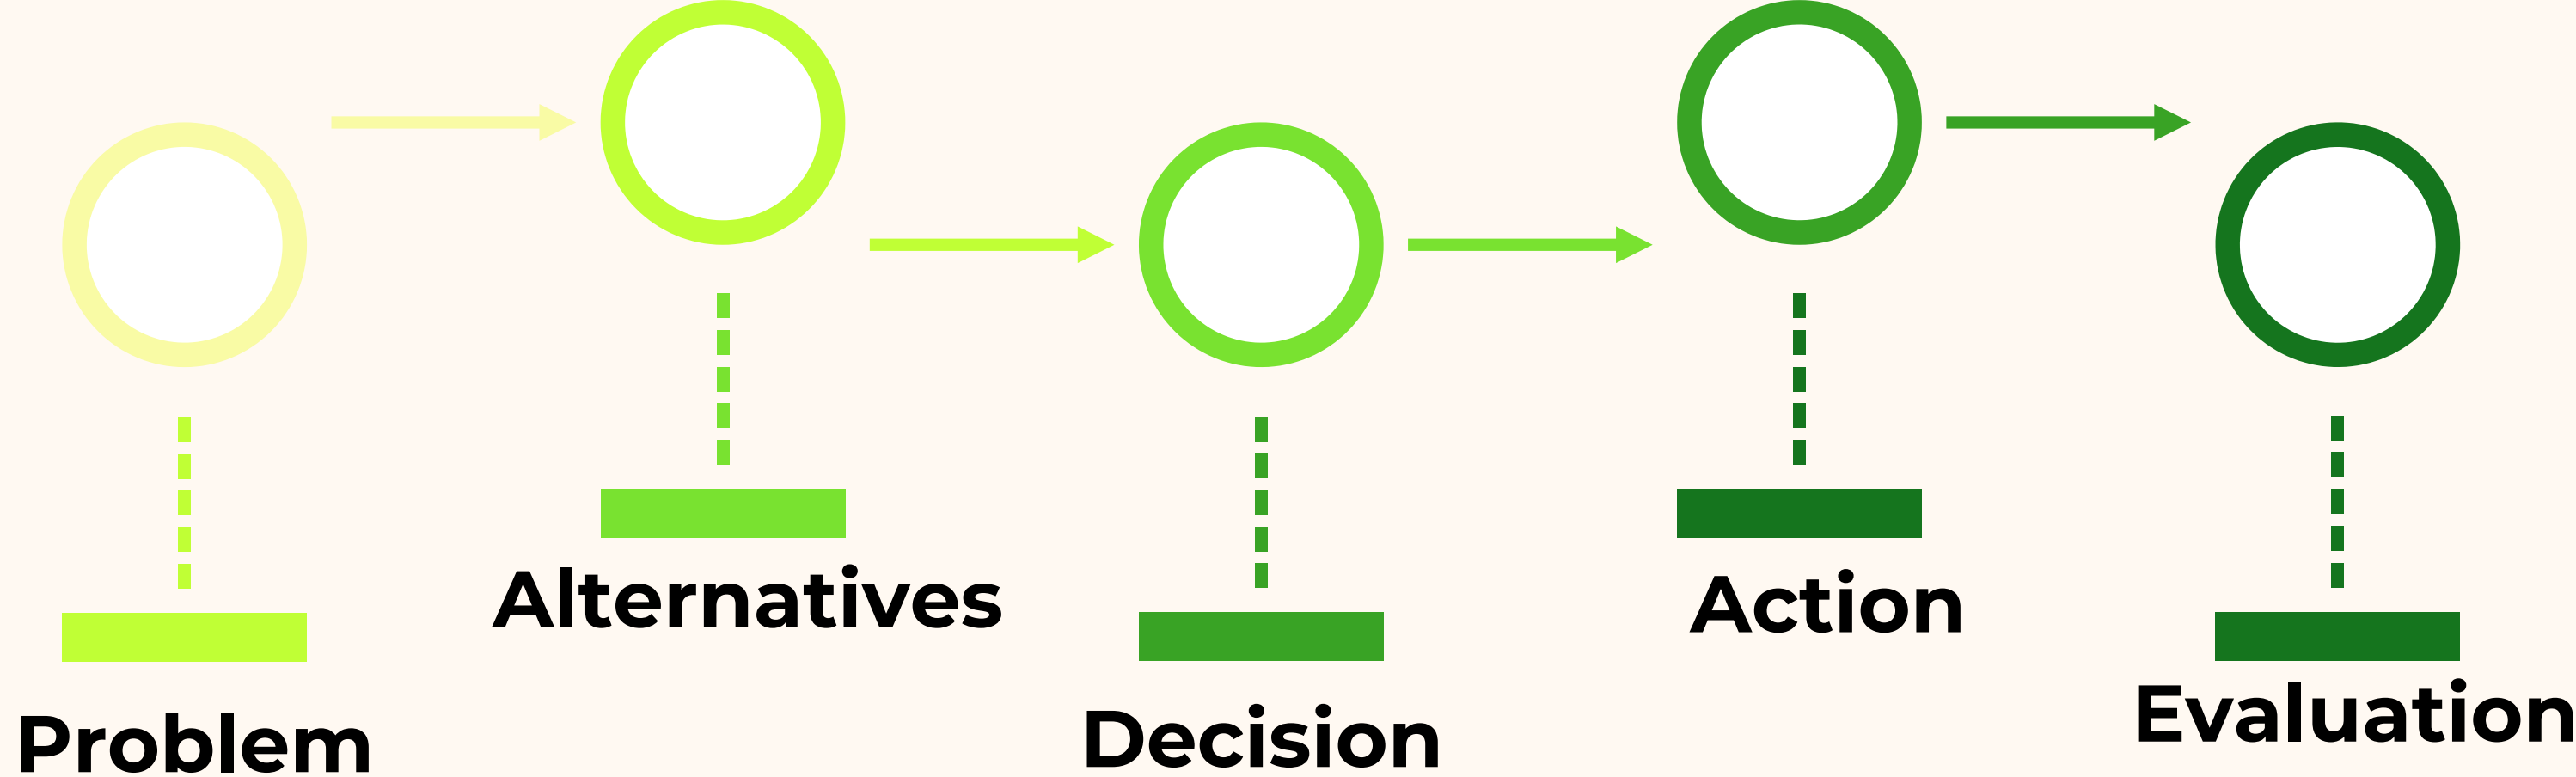 Problem
Alternatives
Decision
Action
Evaluation